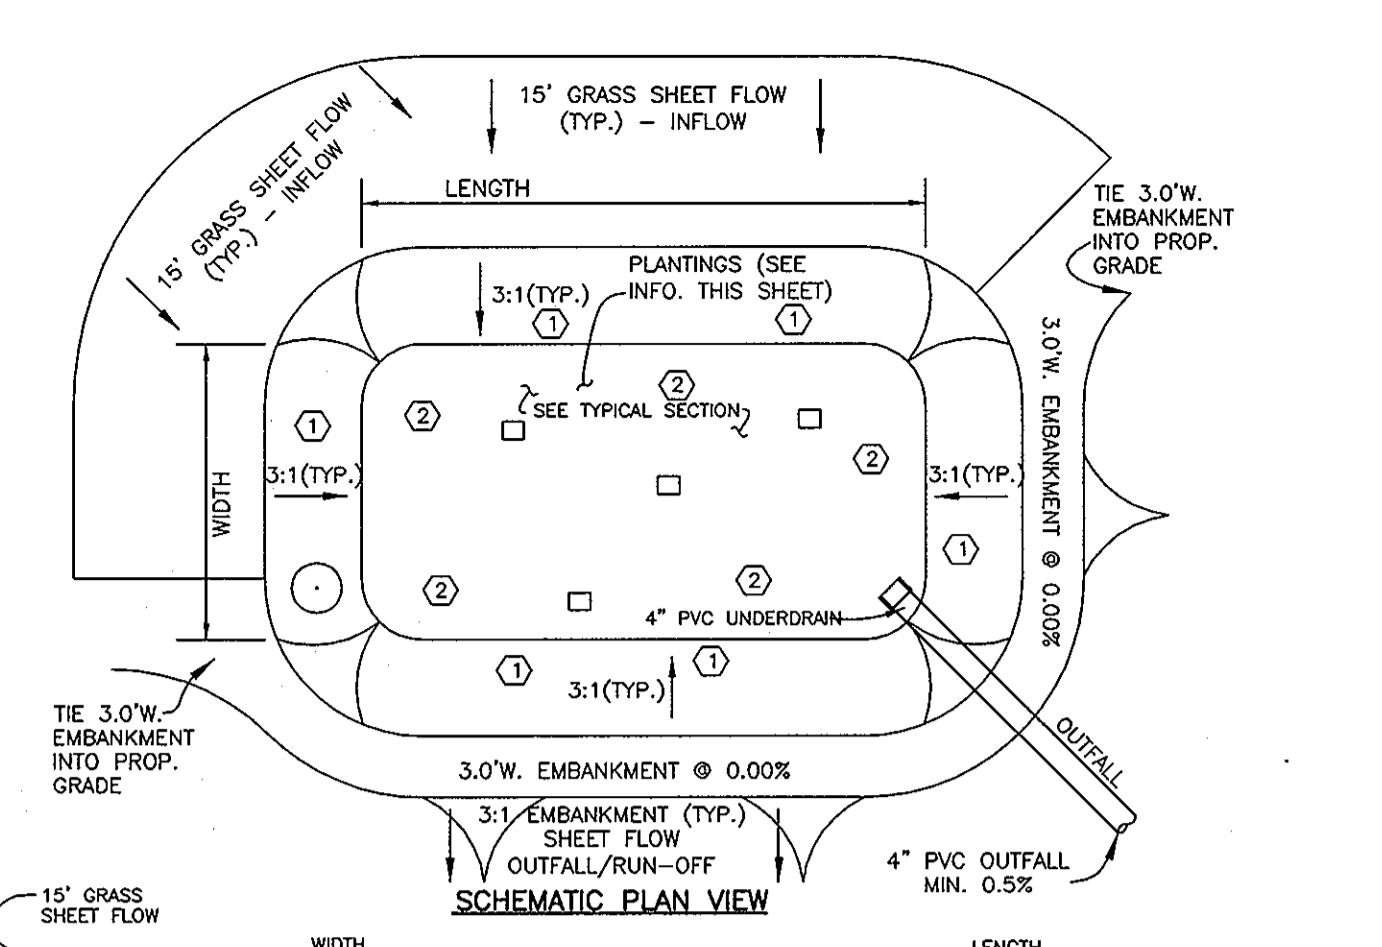 15' GRASS SHEET FLOW
(TYP.) - INFLOW
15' GRASS SHEET FLOW
(TYP.) - INFLOW
LENGTH
TIE 3.0'W.
EMBANKMENT
INTO PROP.
GRADE
PLANTINGS (SEE
INFO. THIS SHEET)
3:1(TYP.)
1
1
2
2
SEE TYPICAL SECTION
1
2
3:1(TYP.)
3:1(TYP.)
WIDTH
3.0'W. EMBANKMENT @ 0.00%
1
2
2
4" PVC UNDERDRAIN
1
1
3:1(TYP.)
TIE 3.0'W.
EMBANKMENT
INTO PROP.
GRADE
OUTFALL
3.0'W. EMBANKMENT @ 0.00%
3:1 EMBANKMENT (TYP.)
SHEET FLOW
OUTFALL/RUN-OFF
4" PVC OUTFALL
MIN. 0.5%
SCHEMATIC PLAN VIEW
15' GRASS
SHEET FLOW
WIDTH
LENGTH